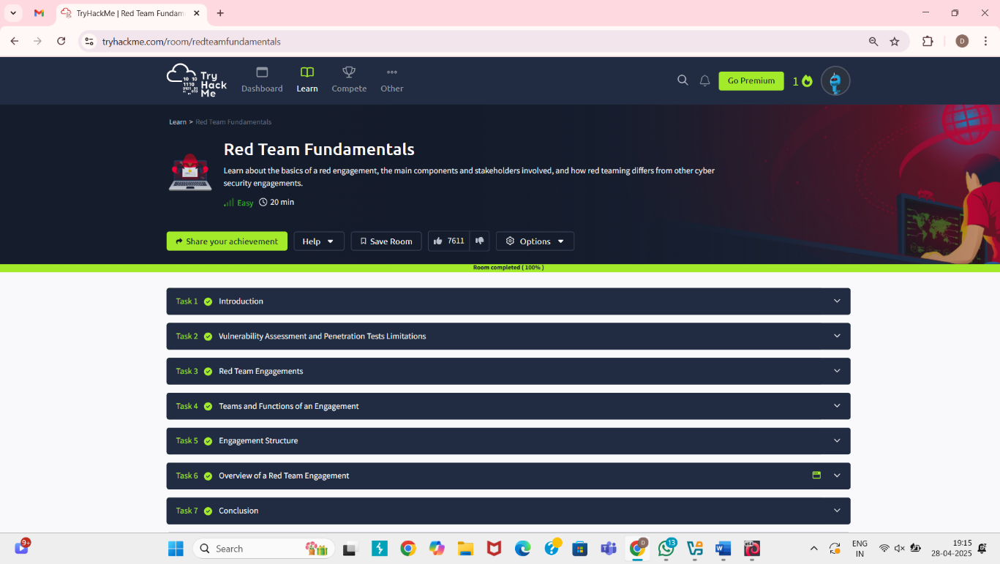 TryHackMe | Red Team Fundam
tryhackme.com/room/redteamfundamentals
D
Try
Hack
Me
10 10
1110
0101 01
Dashboard
Learn
Compete
Other
Go Premium
1
Learn > Red Team Fundamentals
Red Team Fundamentals
Learn about the basics of a red engagement, the main components and stakeholders involved, and how red teaming differs from other cyber
security engagements.
Easy 20 min
Share your achievement
Help
Save Room
7611
Options
Room completed ( 100% )
Task 1 Introduction
Task 2 Vulnerability Assessment and Penetration Tests Limitations
Task 3 Red Team Engagements
Task 4 Teams and Functions of an Engagement
Task 5 Engagement Structure
Task 6 Overview of a Red Team Engagement
Task 7 Conclusion
9+
Search
D
13
ENG
IN
19:15
28-04-2025